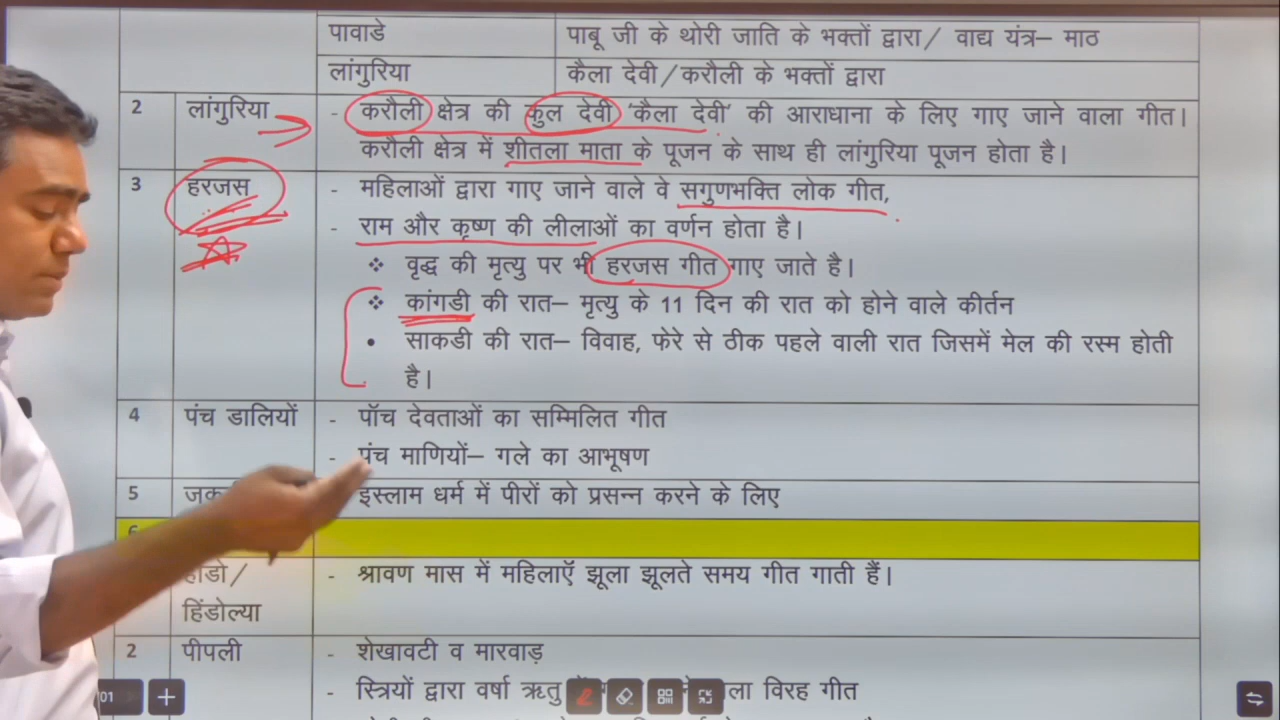 पावाडे पाबू जी के थोरी जाति के भक्तों द्वारा/ वाद्य यंत्र– माठ
लांगुरिया कैला देवी/करौली के भक्तों द्वारा
2 लांगुरिया - करौली क्षेत्र की कुल देवी 'कैला देवी' की आराधाना के लिए गाए जाने वाला गीत।
करौली क्षेत्र में शीतला माता के पूजन के साथ ही लांगुरिया पूजन होता है।
3 हरजस - महिलाओं द्वारा गाए जाने वाले वे सगुणभक्ति लोक गीत,
- राम और कृष्ण की लीलाओं का वर्णन होता है।
❖ वृद्ध की मृत्यु पर भी हरजस गीत गाए जाते है।
❖ कांगडी की रात– मृत्यु के 11 दिन की रात को होने वाले कीर्तन
• साकडी की रात– विवाह, फेरे से ठीक पहले वाली रात जिसमें मेल की रस्म होती
है।
4 पंच डालियों - पॉच देवताओं का सम्मिलित गीत
- पंच माणियों– गले का आभूषण
5 इस्लाम धर्म में पीरों को प्रसन्न करने के लिए
6
/ - श्रावण मास में महिलाऍ झूला झूलते समय गीत गाती हैं।
हिंडोल्या
2 पीपली - शेखावटी व मारवाड़
- स्त्रियों द्वारा वर्षा ऋतु विरह गीत
01